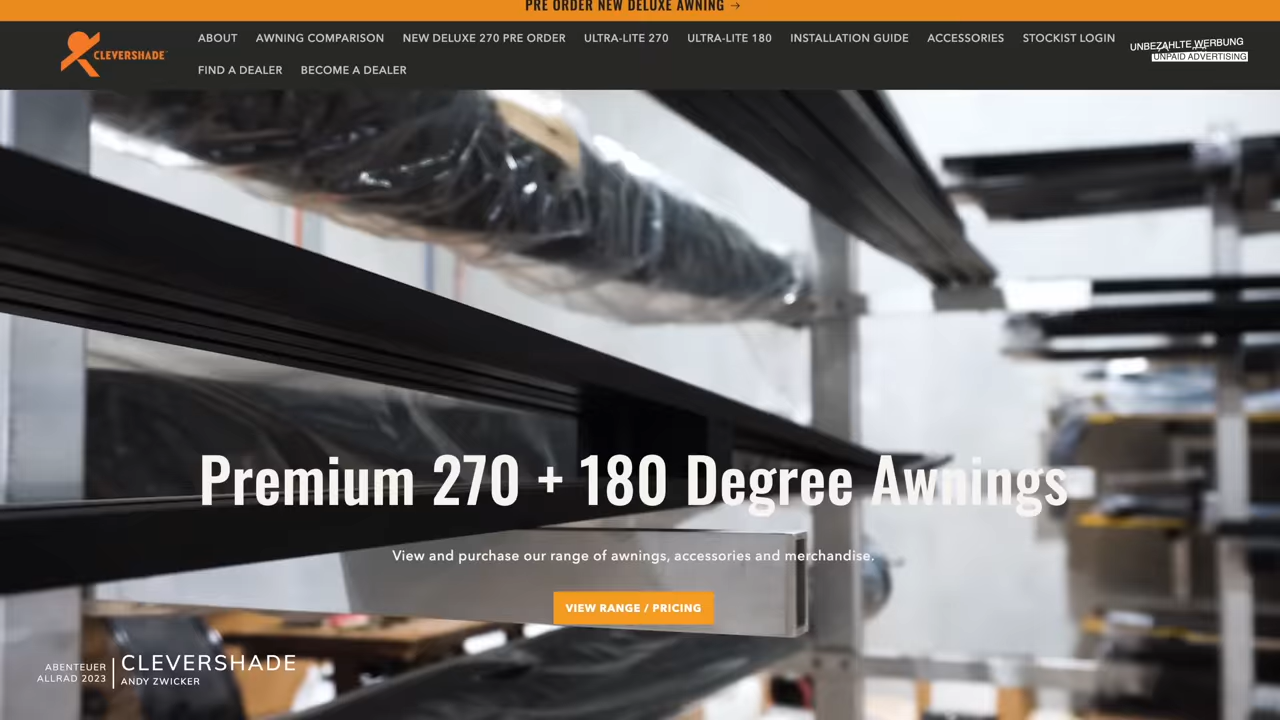 PRE ORDER NEW DELUXE AWNING →
CLEVERSHADE
ABOUT AWNING COMPARISON NEW DELUXE 270 PRE ORDER ULTRA-LITE 270 ULTRA-LITE 180 INSTALLATION GUIDE ACCESSORIES STOCKIST LOGIN
FIND A DEALER BECOME A DEALER
UNBEZAHLTE WERBUNG
UNPAID ADVERTISING
Premium 270 + 180 Degree Awnings
View and purchase our range of awnings, accessories and merchandise.
VIEW RANGE / PRICING
ABENTEUER
ALLRAD 2023
CLEVERSHADE
ANDY ZWICKER